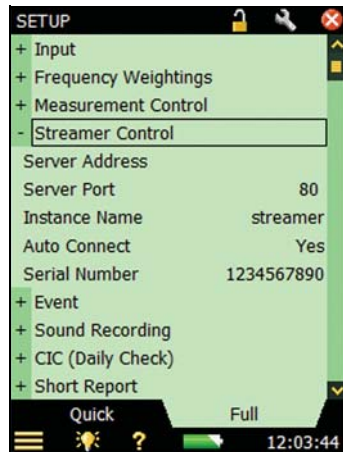 SETUP
+ Input
+ Frequency Weightings
+ Measurement Control
- Streamer Control
Server Address
Server Port 80
Instance Name streamer
Auto Connect Yes
Serial Number 1234567890
+ Event
+ Sound Recording
+ CIC (Daily Check)
+ Short Report
Quick Full
? 12:03:44